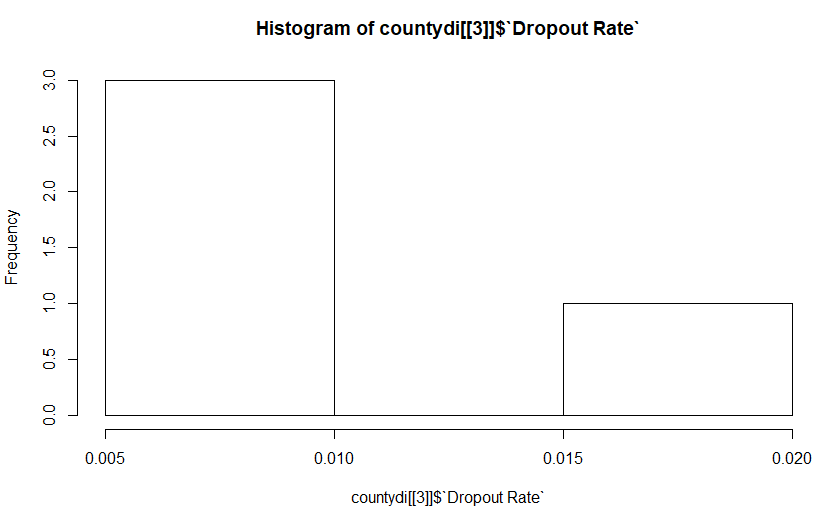 Histogram of countydi[[3]]$`Dropout Rate`
3.0
2.5
2.0
1.5
1.0
0.5
0.0
Frequency
0.005 0.010 0.015 0.020
countydi[[3]]$`Dropout Rate`